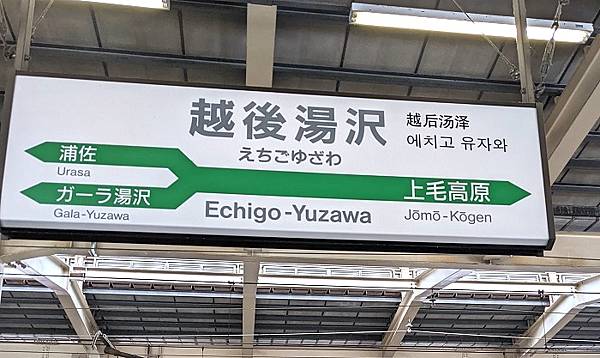 越後湯沢
えちごゆざわ
越后汤泽
에치고 유자와
浦佐
Urasa
ガーラ湯沢
Gala-Yuzawa
Echigo-Yuzawa
上毛高原
Jōmō-Kōgen